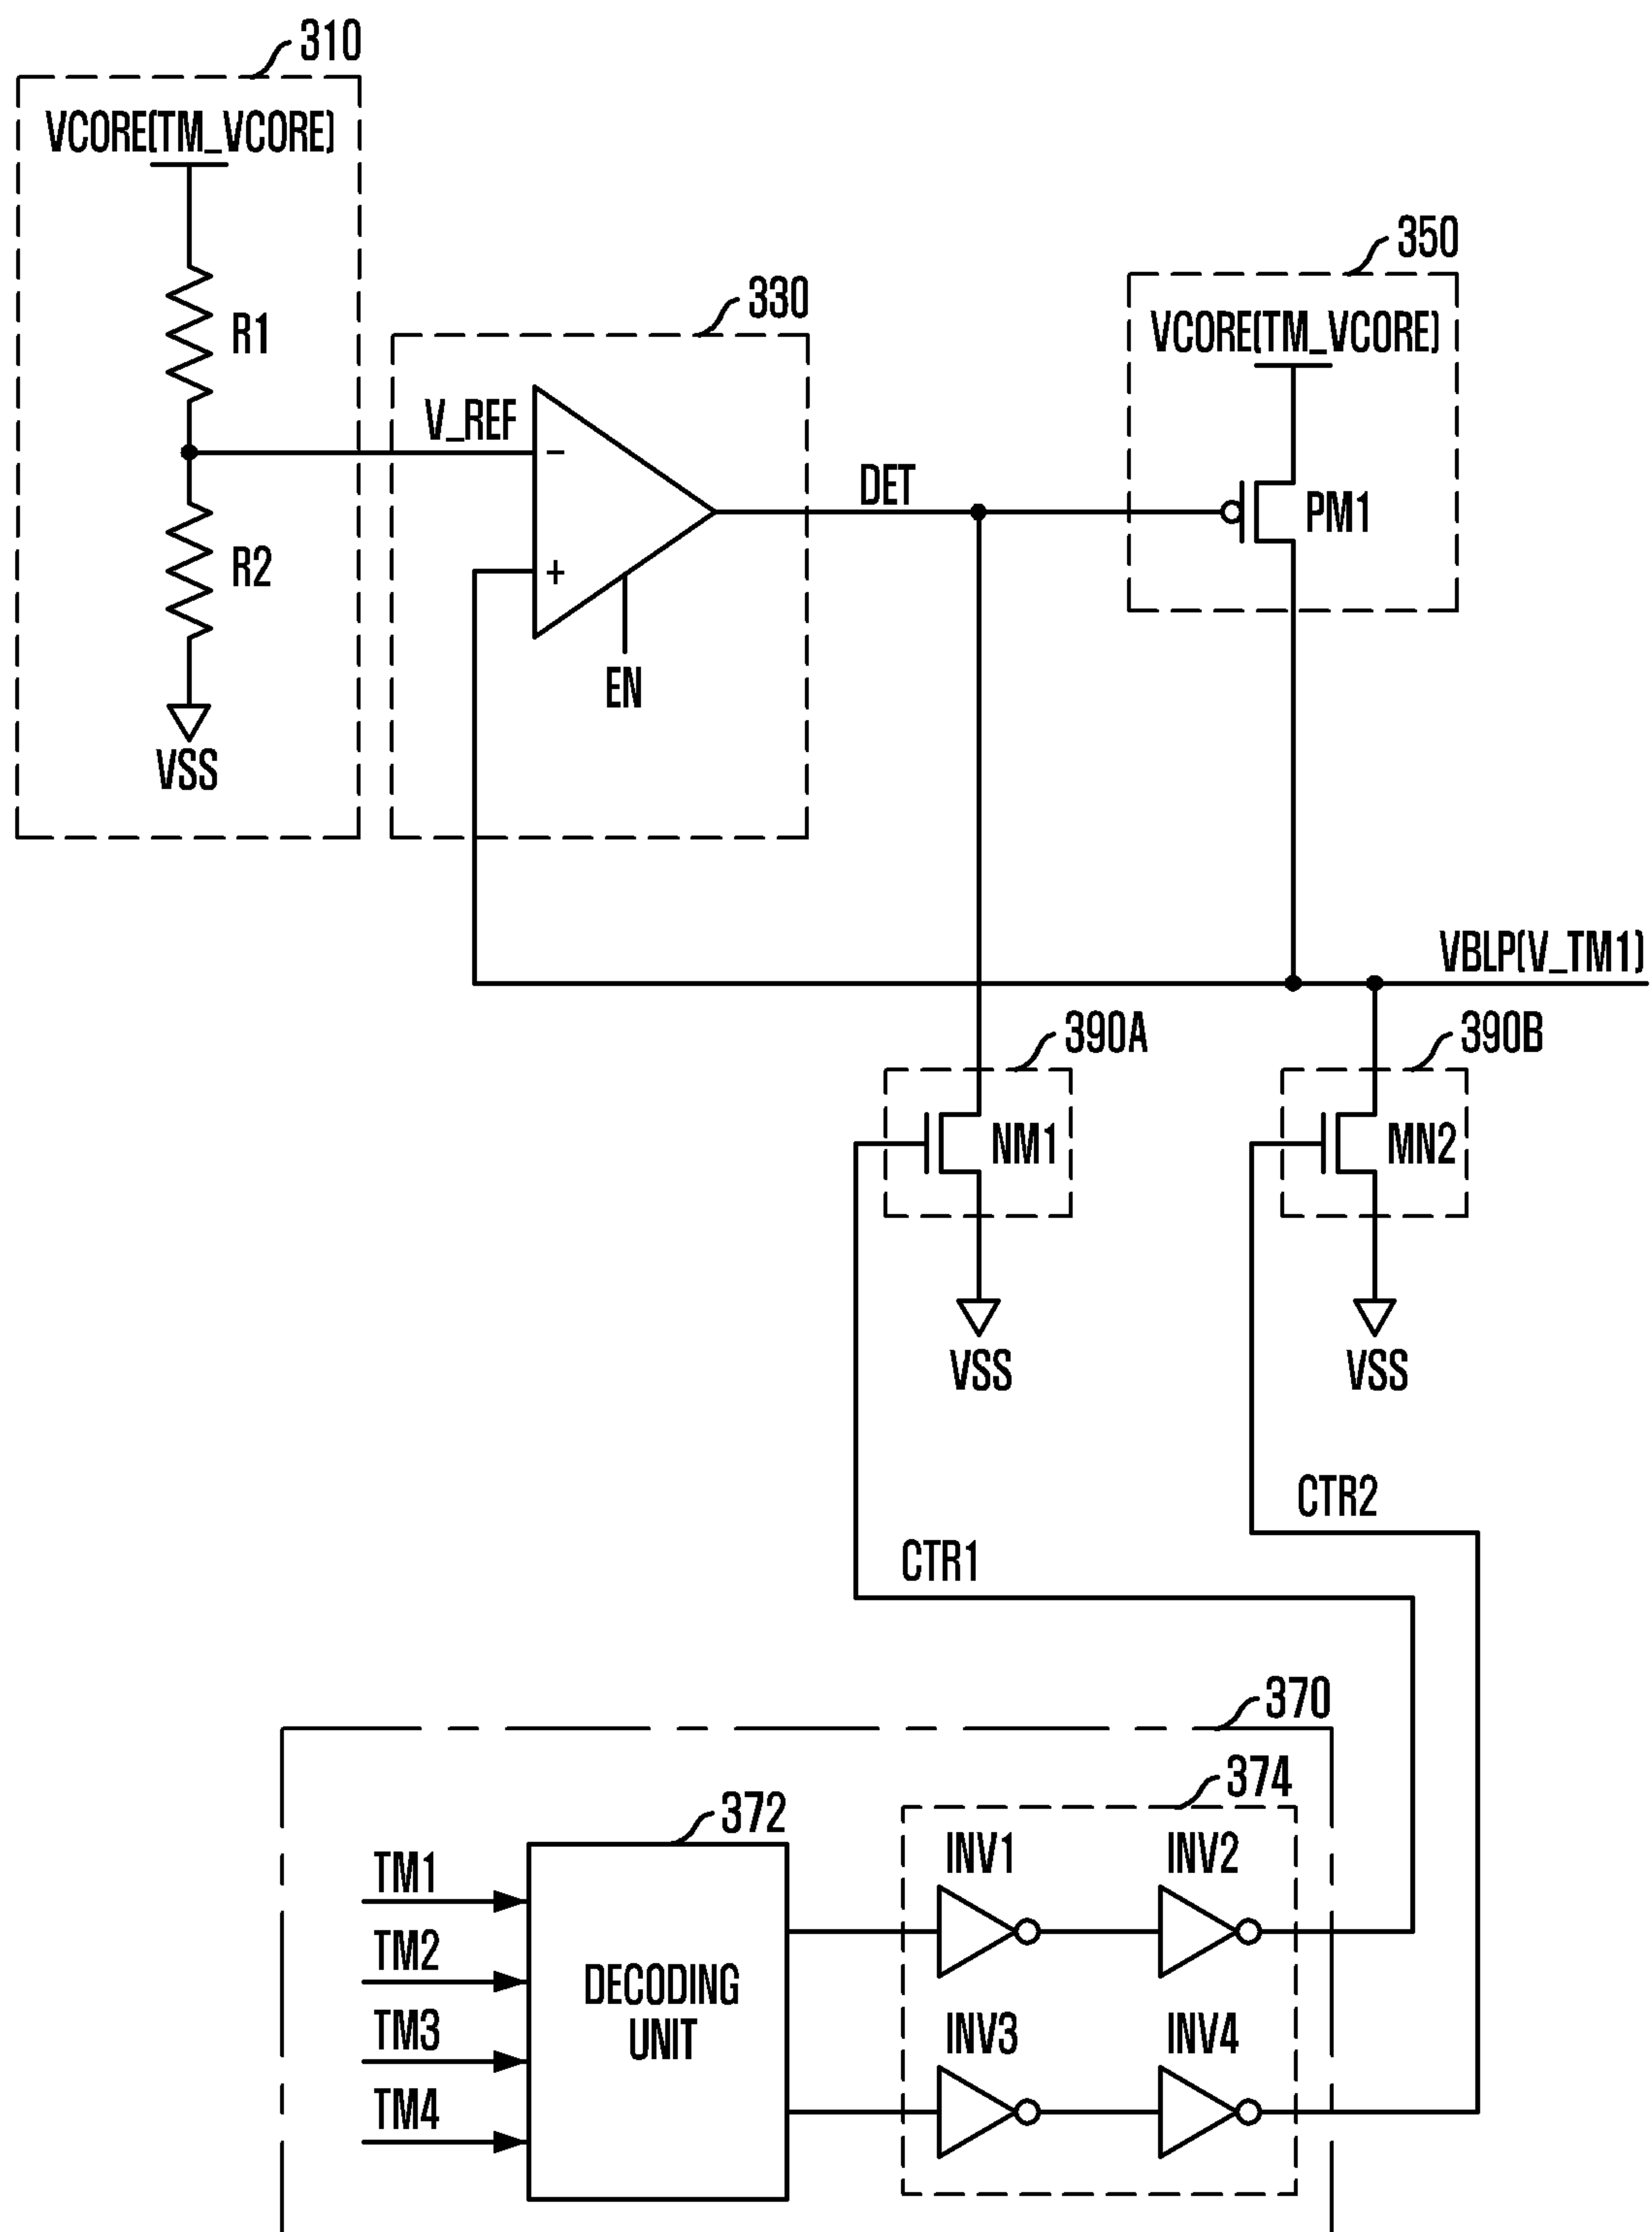 310
VCORE(TM_VCORE)
R1
R2
VSS
330
V_REF
−
+
EN
DET
350
VCORE(TM_VCORE)
PM1
VBLP(V_TM1)
390A
NM1
VSS
390B
MN2
VSS
CTR2
CTR1
370
372
TM1
TM2
TM3
TM4
DECODING
UNIT
374
INV1
INV2
INV3
INV4